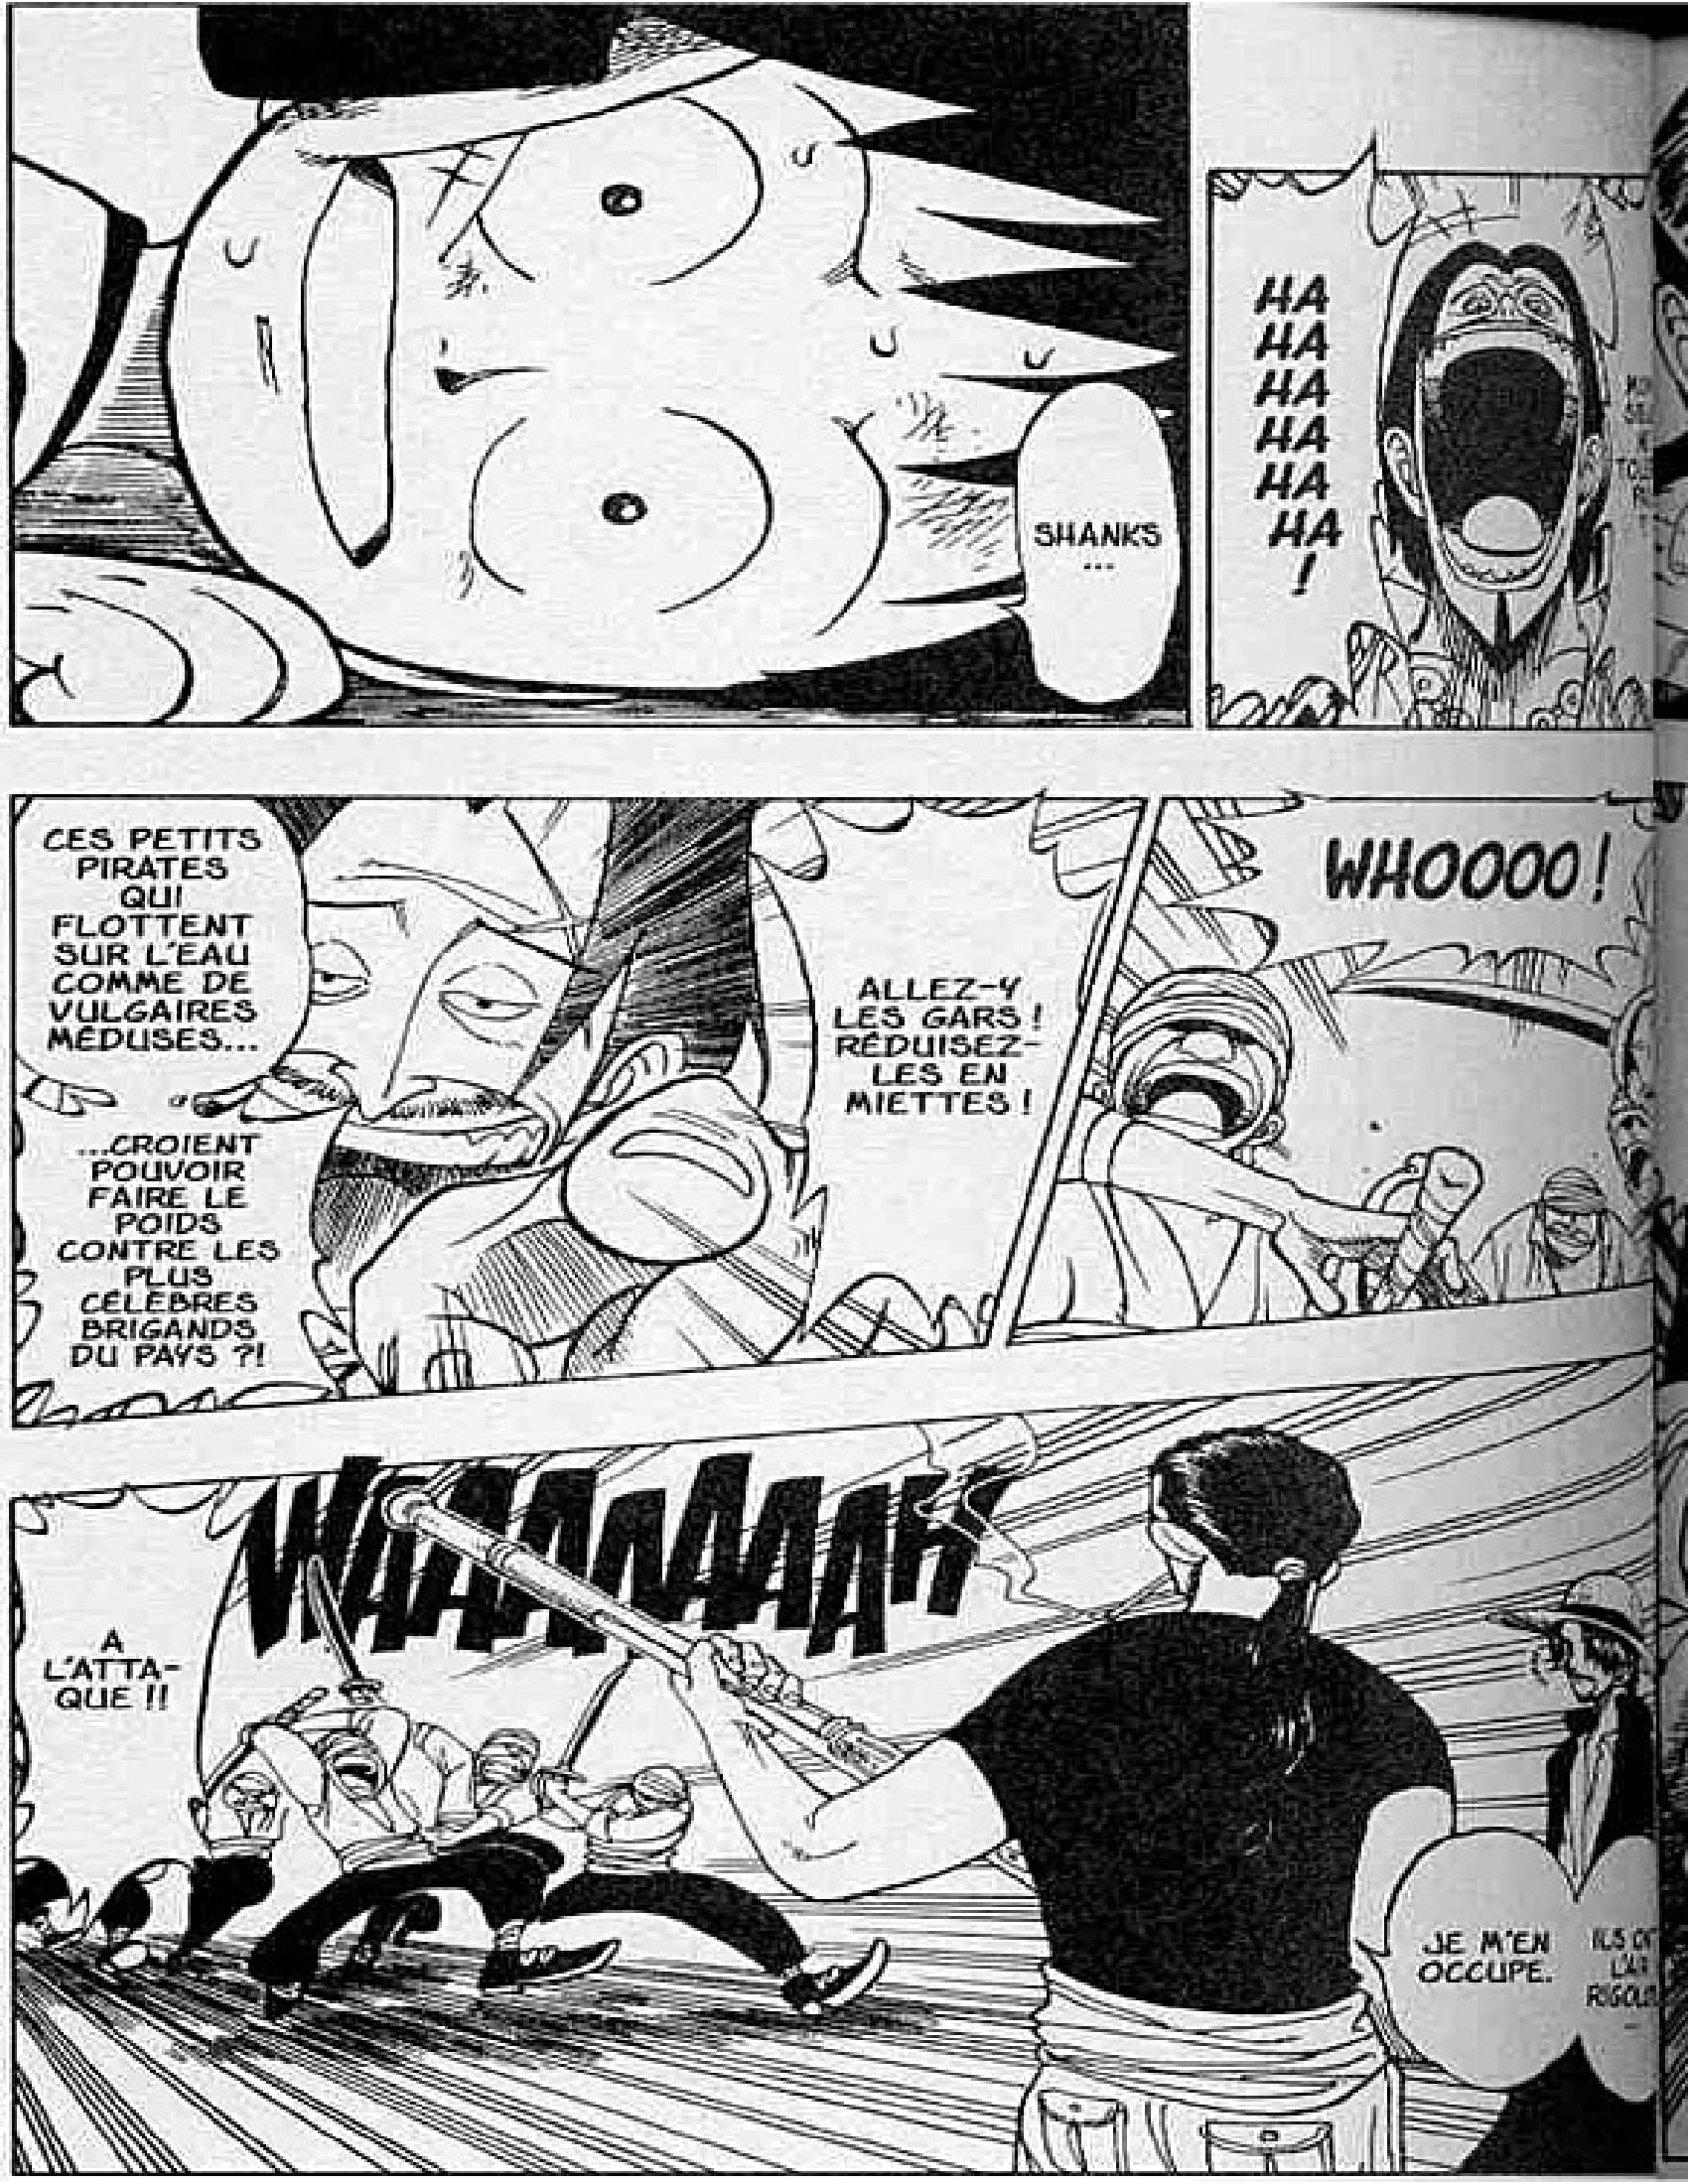 HA
HA
HA
HA
HA
HA
!
SHANKS
...
WHOOOO!
ALLEZ-Y
LES GARS !
RÉDUISEZ-
LES EN
MIETTES !
CES PETITS
PIRATES
QUI
FLOTTENT
SUR L'EAU
COMME DE
VULGAIRES
MÉDUSES...
...CROIENT
POUVOIR
FAIRE LE
POIDS
CONTRE LES
PLUS
CÉLÈBRES
BRIGANDS
DU PAYS ?!
WAAAAAAAAH
A
L'ATTA-
QUE !!
JE M'EN
OCCUPE.